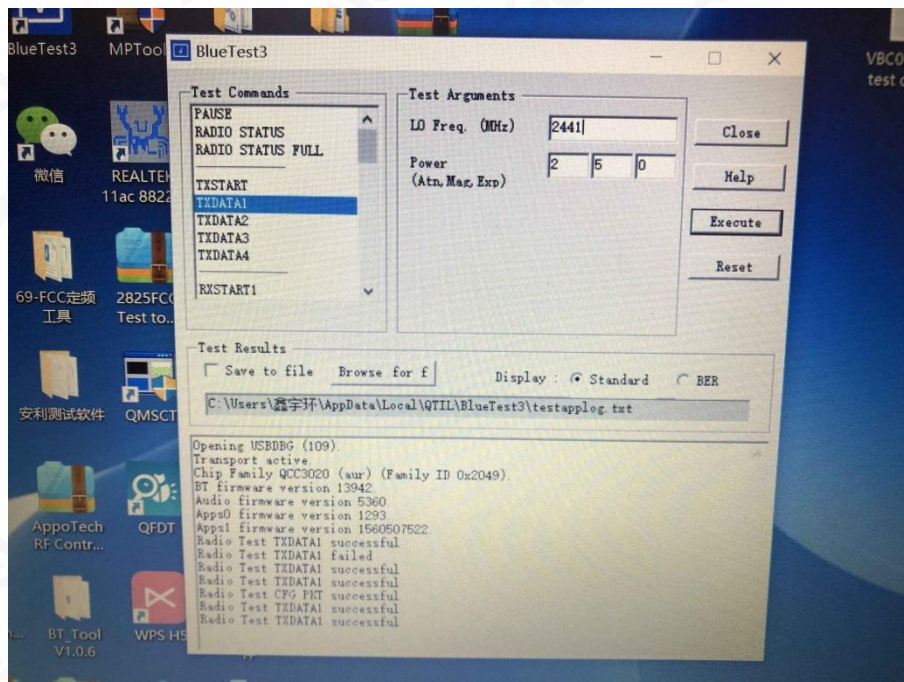 BlueTest3
MPTool
微信
REALTEK
11ac 8822
69-FCC定频
工具
2825FCC
Test to...
安利测试软件
QMSCT
AppoTech
RF Contr...
QFDT
BT_Tool
V1.0.6
WPS H5
BlueTest3
Test Commands
PAUSE
RADIO STATUS
RADIO STATUS FULL
TXSTART
TXDATA1
TXDATA2
TXDATA3
TXDATA4
RXSTART1
Test Arguments
LO Freq. (MHz) 2441
Power 2 5 0
(Atn, Mag, Exp)
Close
Help
Execute
Reset
Test Results
Save to file Browse for f Display : Standard BER
C:\Users\鑫宇环\AppData\Local\QTIL\BlueTest3\testapplog.txt
Opening USBDBG (109).
Transport active.
Chip Family QCC3020 (aur) (Family ID 0x2049).
BT firmware version 13942.
Audio firmware version 5360.
Apps0 firmware version 1293.
Apps1 firmware version 1560507522.
Radio Test TXDATA1 successful
Radio Test TXDATA1 failed
Radio Test TXDATA1 successful
Radio Test TXDATA1 successful
Radio Test CFG PKT successful
Radio Test TXDATA1 successful
Radio Test TXDATA1 successful
VBC0
test